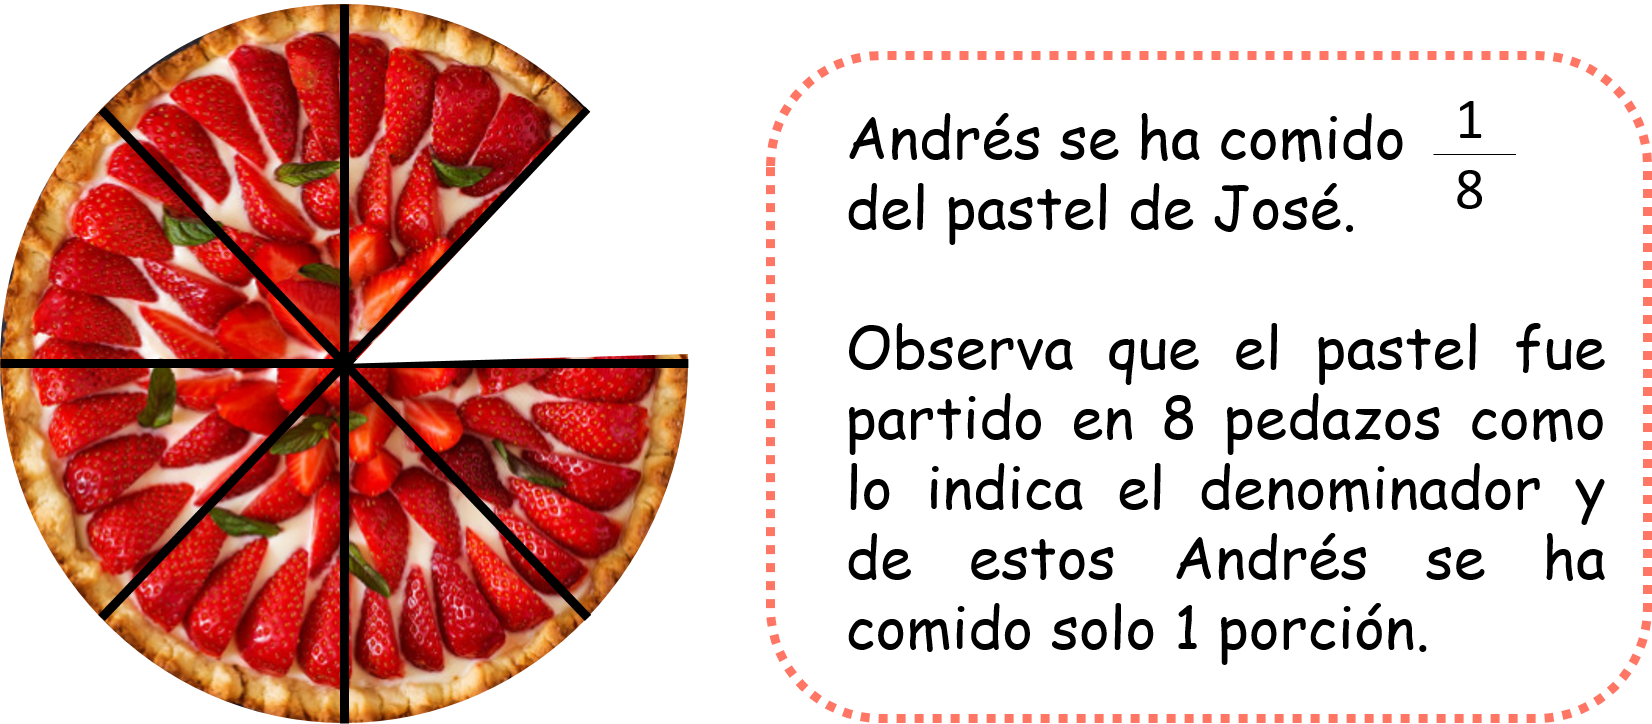 Andrés se ha comido 1/8
del pastel de José.
Observa que el pastel fue
partido en 8 pedazos como
lo indica el denominador y
de estos Andrés se ha
comido solo 1 porción.